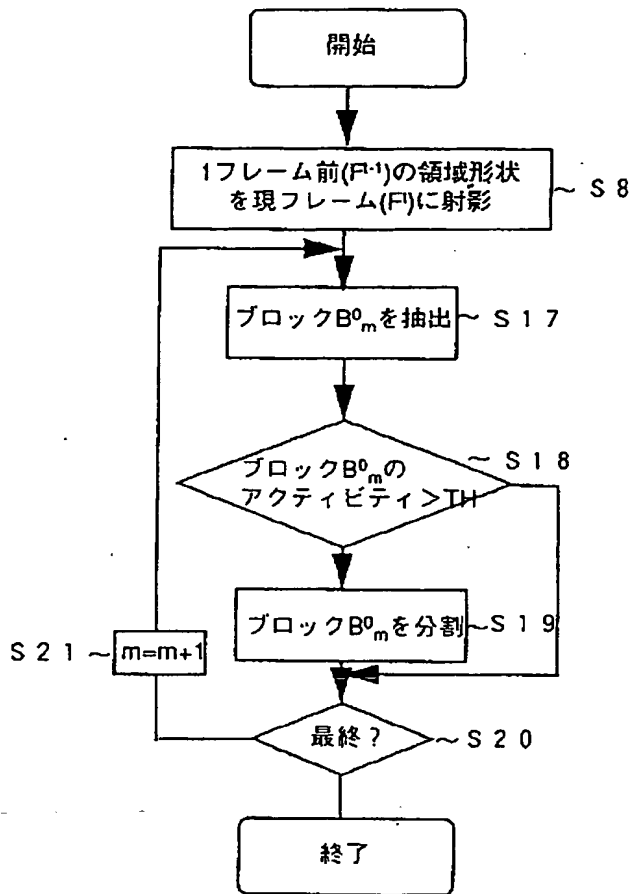 開始
1フレーム前(Ft-1)の領域形状
を現フレーム(Ft)に射影
～ S 8
ブロックB0mを抽出
～ S 1 7
～ S 1 8
ブロックB0mの
アクティビティ＞TH
ブロックB0mを分割
～S 1 9
S 2 1 ～
m=m+1
最終？
～S 2 0
終了